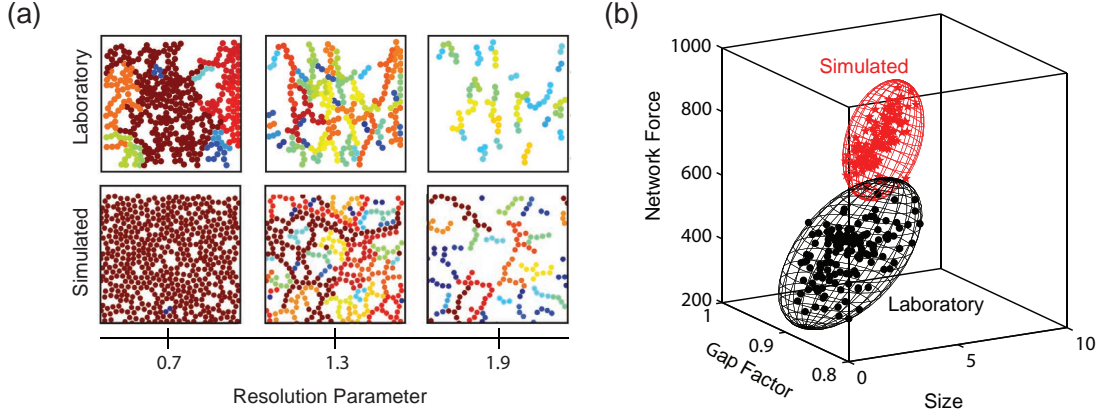 (a)
Laboratory
Simulated
0.7
1.3
1.9
Resolution Parameter
(b)
1000
800
600
400
200
Network Force
1
0.9
0.8
Gap Factor
0
5
10
Size
Simulated
Laboratory